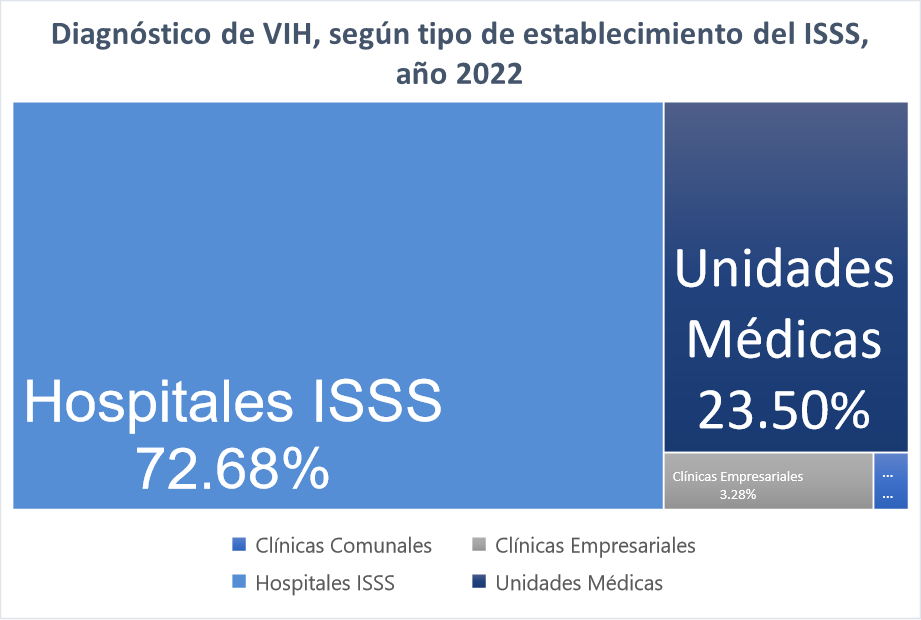 Diagnóstico de VIH, según tipo de establecimiento del ISSS,
año 2022
Hospitales ISSS
72.68%
Unidades
Médicas
23.50%
Clínicas Empresariales
3.28%
...
...
Clínicas Comunales
Clínicas Empresariales
Hospitales ISSS
Unidades Médicas